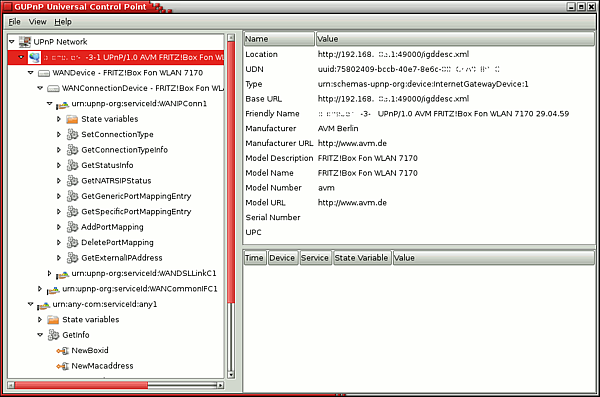 GUPnP Universal Control Point
File View Help
UPnP Network
-3-1 UPnP/1.0 AVM FRITZ!Box Fon WL
WANDevice - FRITZ!Box Fon WLAN 7170
WANConnectionDevice - FRITZ!Box Fon W
urn:upnp-org:serviceId:WANIPConn1
State variables
SetConnectionType
GetConnectionTypeInfo
GetStatusInfo
GetNATRSIPStatus
GetGenericPortMappingEntry
GetSpecificPortMappingEntry
AddPortMapping
DeletePortMapping
GetExternalIPAddress
urn:upnp-org:serviceId:WANDSLLinkC1
urn:upnp-org:serviceId:WANCommonIFC1
urn:any-com:serviceId:any1
State variables
GetInfo
NewBoxid
NewMacaddress
Name Value
Location http://192.168. .1:49000/igddesc.xml
UDN uuid:75802409-bccb-40e7-8e6c-
Type urn:schemas-upnp-org:device:InternetGatewayDevice:1
Base URL http://192.168. .1:49000/igddesc.xml
Friendly Name -3- UPnP/1.0 AVM FRITZ!Box Fon WLAN 7170 29.04.59
Manufacturer AVM Berlin
Manufacturer URL http://www.avm.de
Model Description FRITZ!Box Fon WLAN 7170
Model Name FRITZ!Box Fon WLAN 7170
Model Number avm
Model URL http://www.avm.de
Serial Number
UPC
Time Device Service State Variable Value